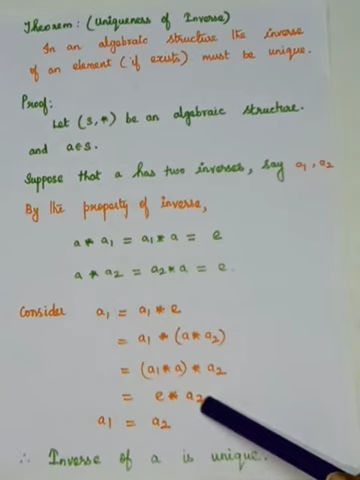 Theorem: (Uniqueness of Inverse)
In an algebraic structure the inverse
of an element (if exists) must be unique.
Proof:
Let (S, *) be an algebraic structure.
and a∈S.
Suppose that a has two inverses, say a₁, a₂
By the property of inverse,
a * a₁ = a₁ * a = e
a * a₂ = a₂ * a = e.
Consider a₁ = a₁ * e
= a₁ * (a * a₂)
= (a₁ * a) * a₂
= e * a₂
a₁ = a₂
∴ Inverse of a is unique.